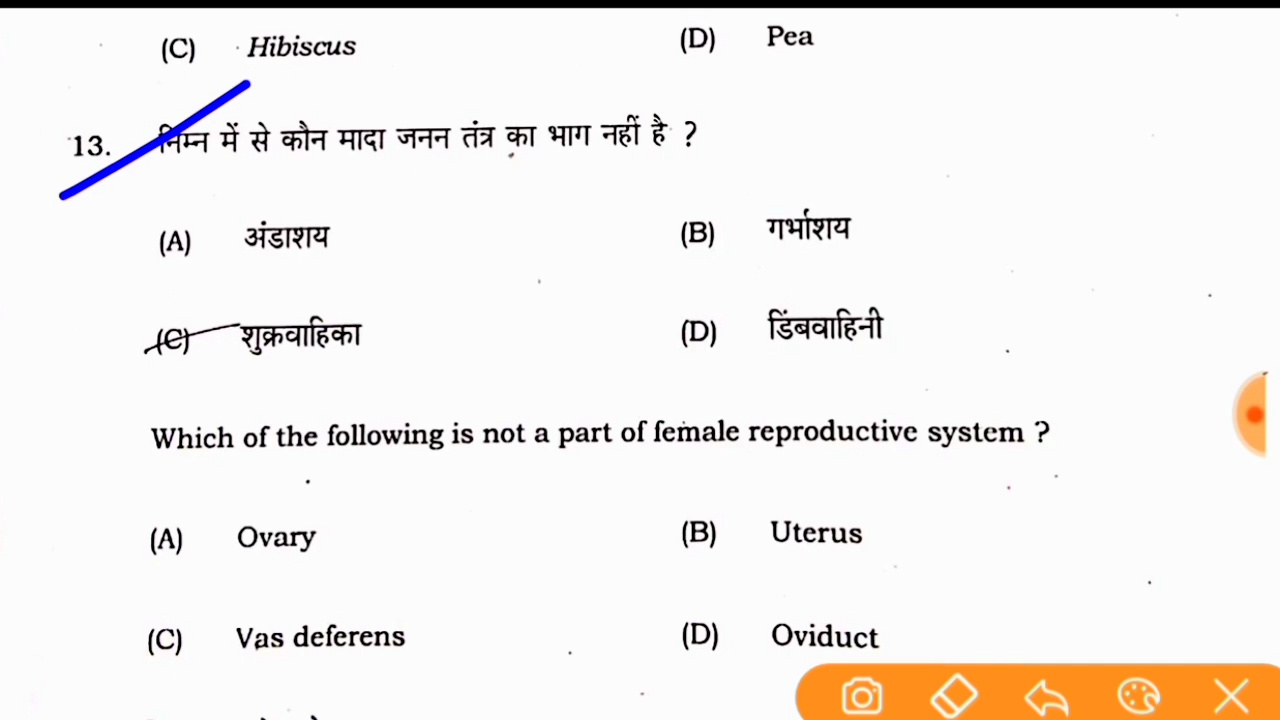 (C) Hibiscus (D) Pea
13. निम्न में से कौन मादा जनन तंत्र का भाग नहीं है ?
(A) अंडाशय (B) गर्भाशय
(C) शुक्रवाहिका (D) डिंबवाहिनी
Which of the following is not a part of female reproductive system ?
(A) Ovary (B) Uterus
(C) Vas deferens (D) Oviduct